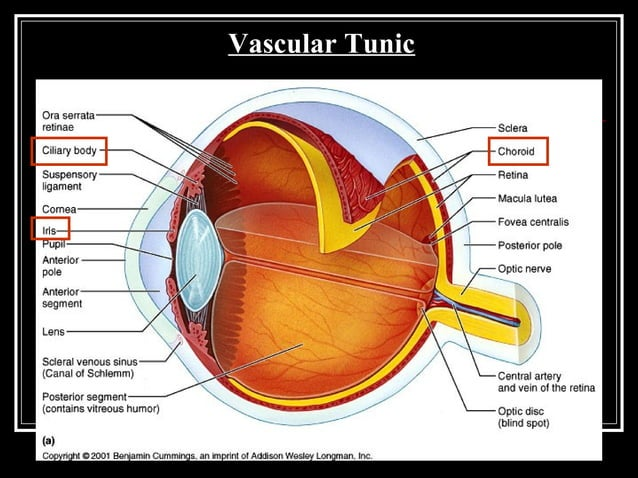 Vascular Tunic
Ora serrata
retinae
Ciliary body
Suspensory
ligament
Cornea
Iris
Pupil
Anterior
pole
Anterior
segment
Lens
Scleral venous sinus
(Canal of Schlemm)
Posterior segment
(contains vitreous humor)
Sclera
Choroid
Retina
Macula lutea
Fovea centralis
Posterior pole
Optic nerve
Central artery
and vein of the retina
Optic disc
(blind spot)
(a)
Copyright © 2001 Benjamin Cummings, an imprint of Addison Wesley Longman, Inc.